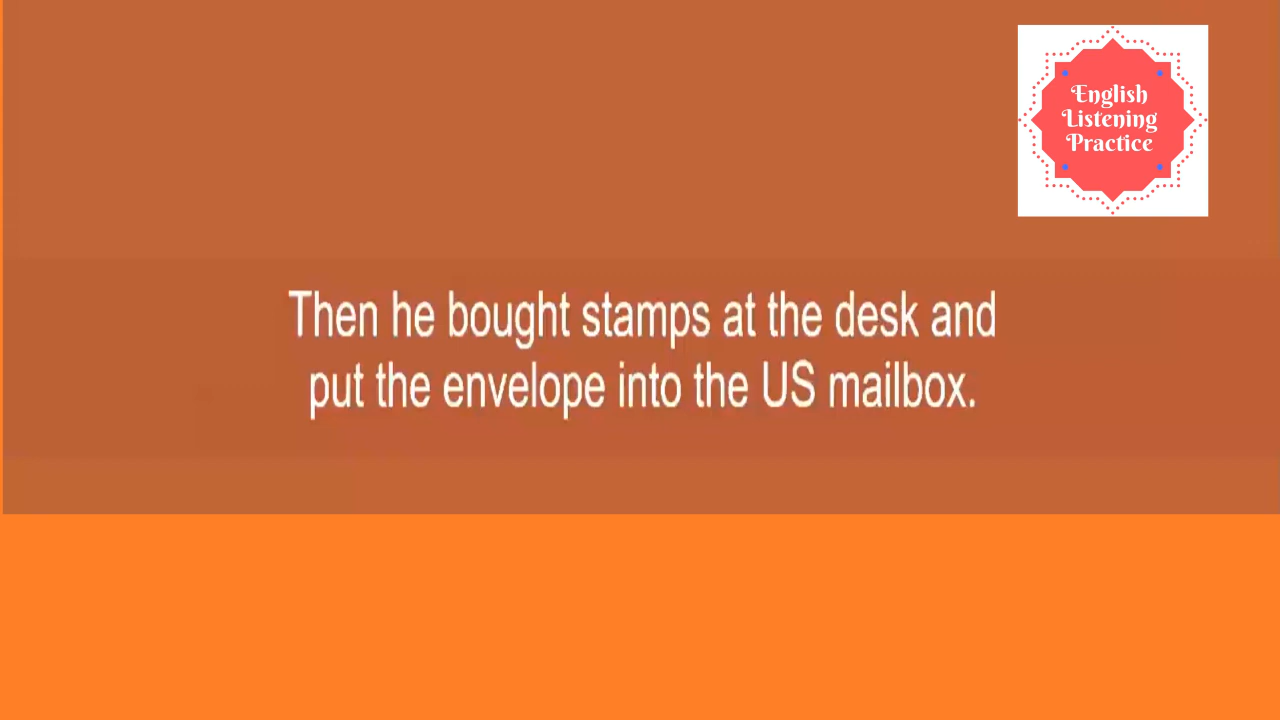 English
Listening
Practice
Then he bought stamps at the desk and
put the envelope into the US mailbox.